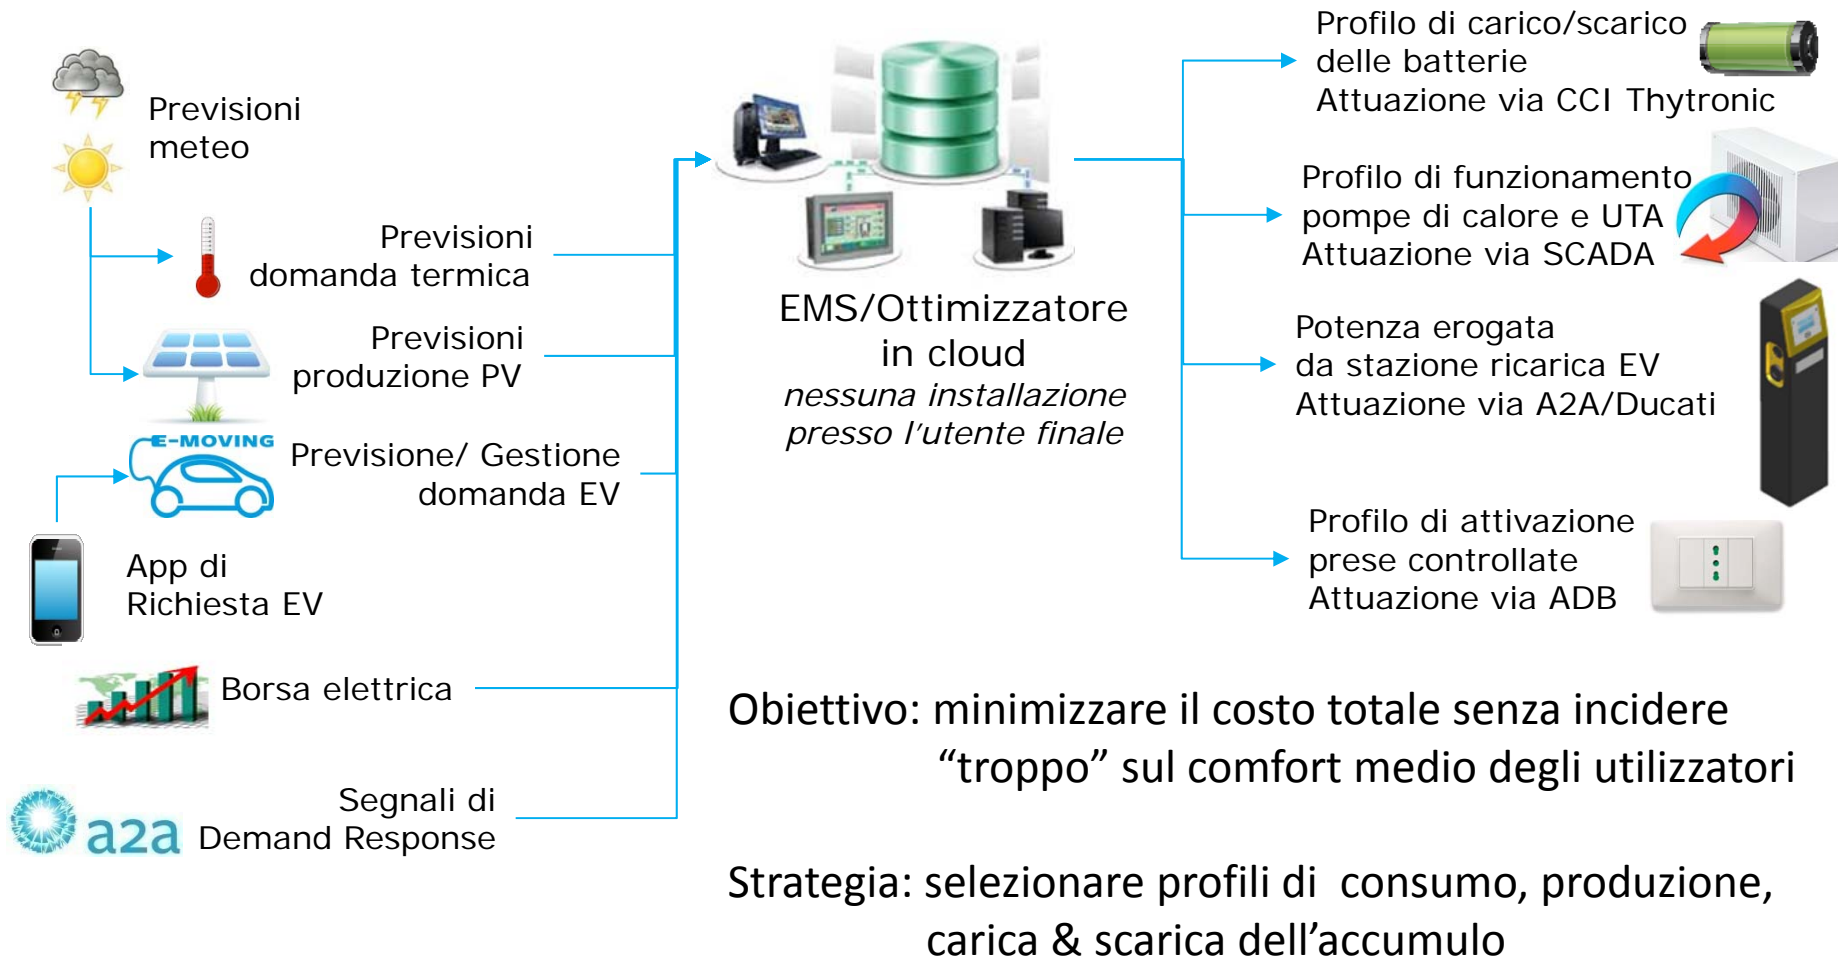 Previsioni
meteo
Previsioni
domanda termica
Previsioni
produzione PV
E-MOVING
Previsione/ Gestione
domanda EV
App di
Richiesta EV
Borsa elettrica
a2a
Segnali di
Demand Response
EMS/Ottimizzatore
in cloud
nessuna installazione
presso l’utente finale
Profilo di carico/scarico
delle batterie
Attuazione via CCI Thytronic
Profilo di funzionamento
pompe di calore e UTA
Attuazione via SCADA
Potenza erogata
da stazione ricarica EV
Attuazione via A2A/Ducati
Profilo di attivazione
prese controllate
Attuazione via ADB
Obiettivo: minimizzare il costo totale senza incidere
“troppo” sul comfort medio degli utilizzatori
Strategia: selezionare profili di  consumo, produzione,
carica & scarica dell’accumulo